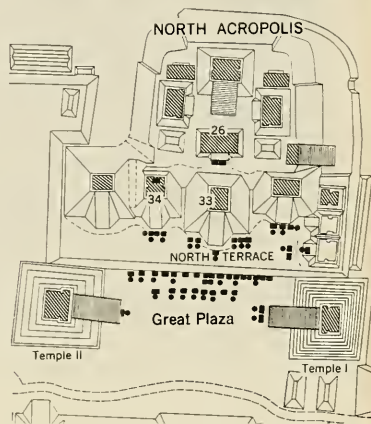 NORTH ACROPOLIS
26
34
33
NORTH TERRACE
Great Plaza
Temple II
Temple I